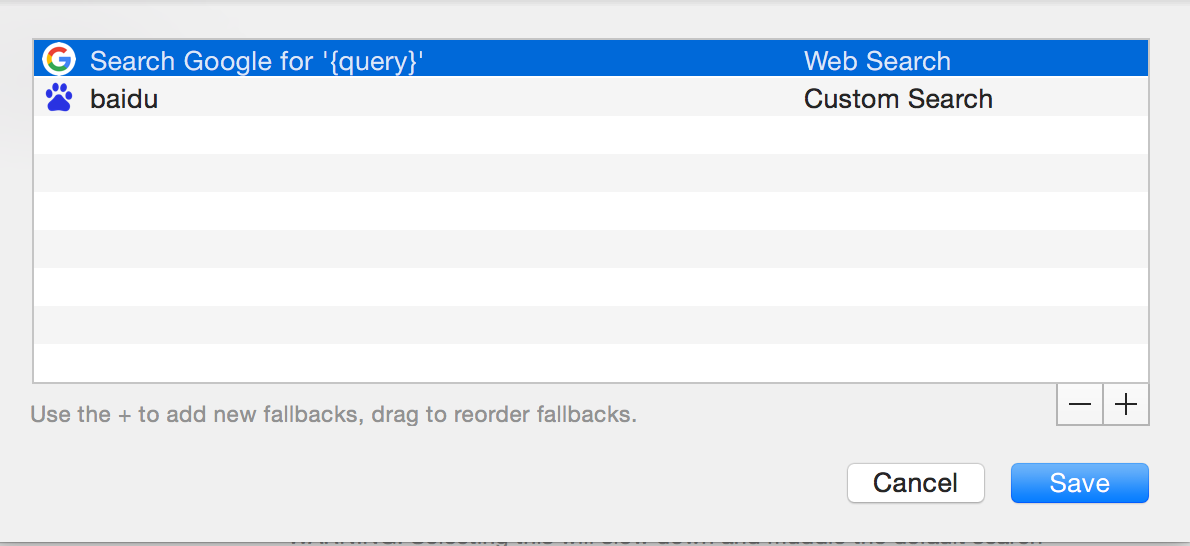 Search Google for '{query}' Web Search
baidu Custom Search
Use the + to add new fallbacks, drag to reorder fallbacks.
Cancel Save